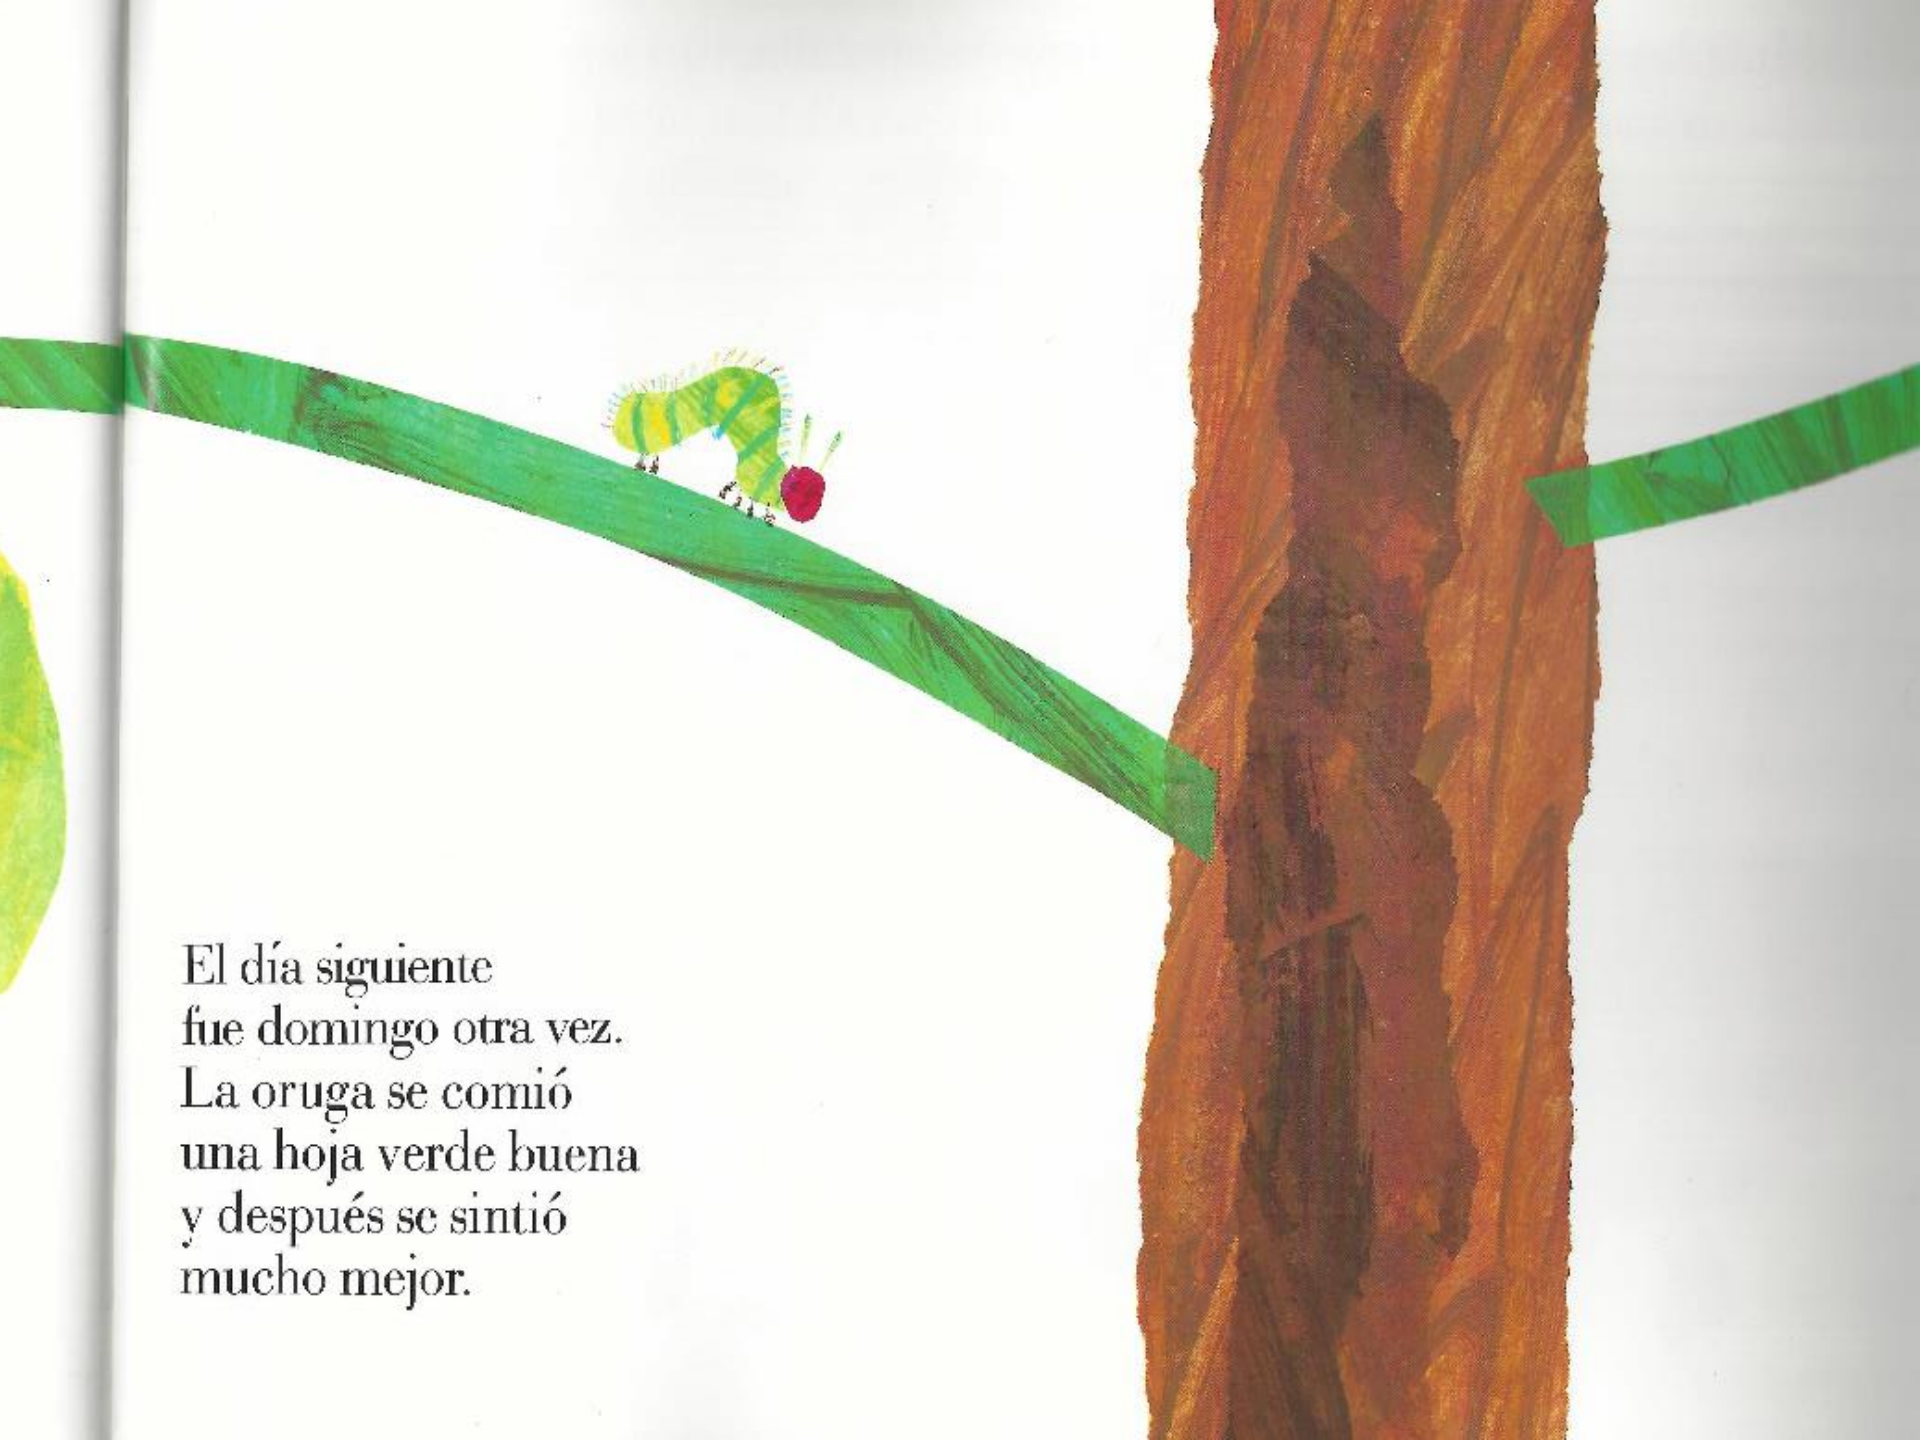 El día siguiente
fue domingo otra vez.
La oruga se comió
una hoja verde buena
y después se sintió
mucho mejor.